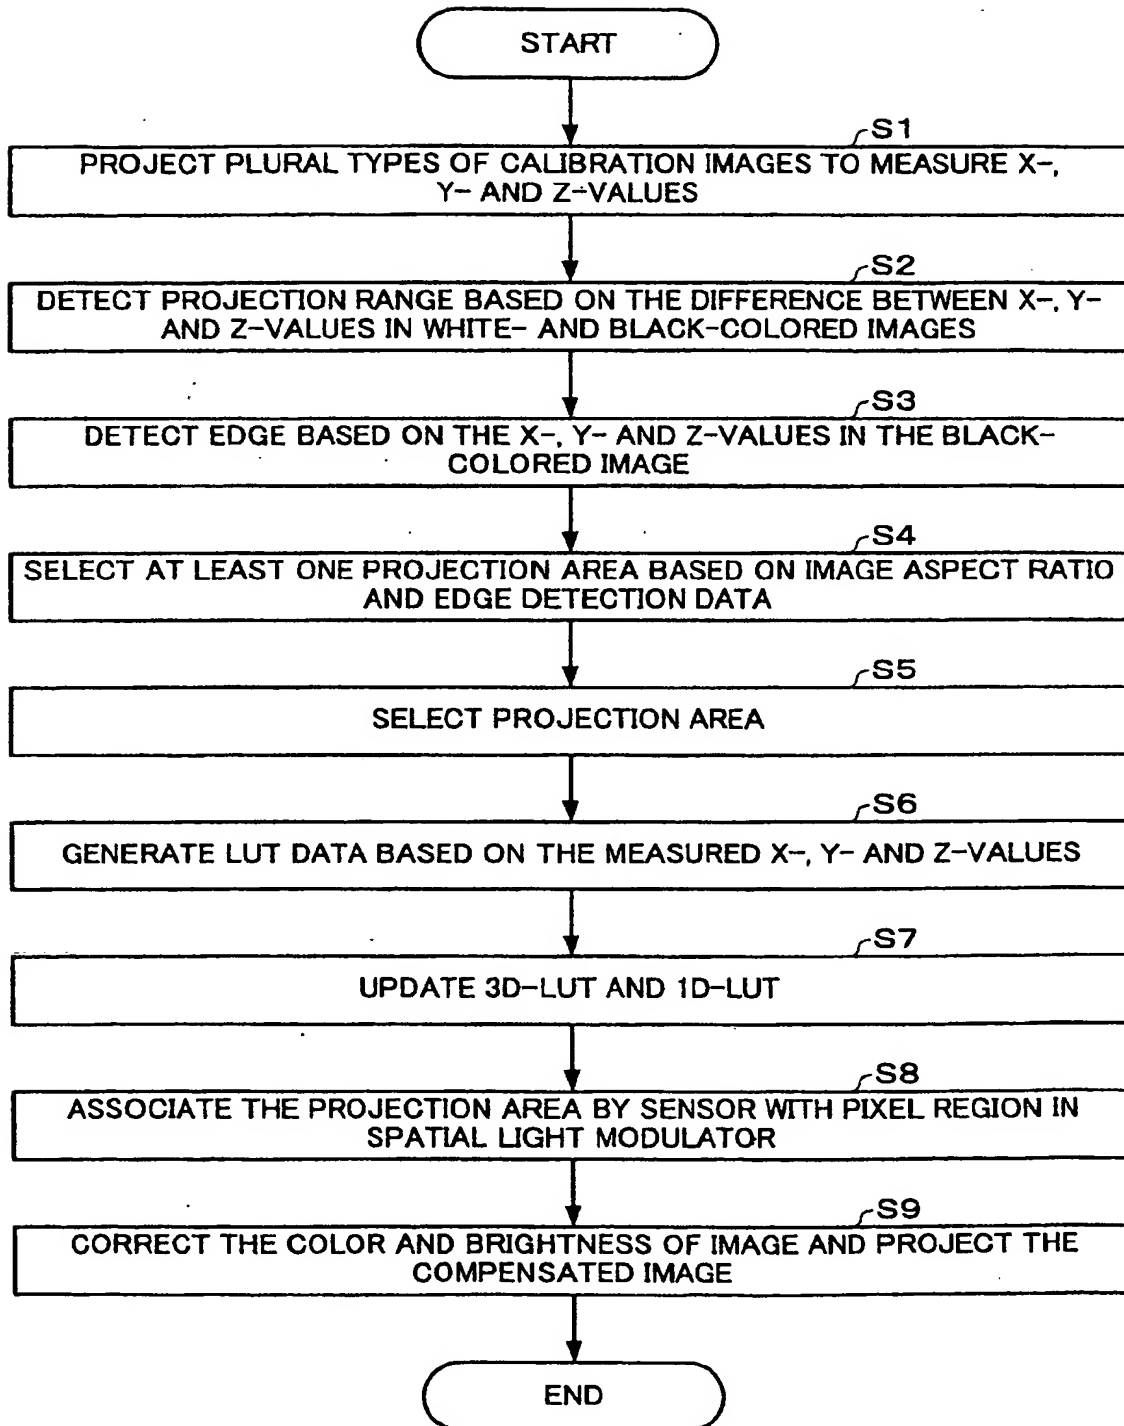 START
S1
PROJECT PLURAL TYPES OF CALIBRATION IMAGES TO MEASURE X-,
Y- AND Z-VALUES
S2
DETECT PROJECTION RANGE BASED ON THE DIFFERENCE BETWEEN X-, Y-
AND Z-VALUES IN WHITE- AND BLACK-COLORED IMAGES
S3
DETECT EDGE BASED ON THE X-, Y- AND Z-VALUES IN THE BLACK-
COLORED IMAGE
S4
SELECT AT LEAST ONE PROJECTION AREA BASED ON IMAGE ASPECT RATIO
AND EDGE DETECTION DATA
S5
SELECT PROJECTION AREA
S6
GENERATE LUT DATA BASED ON THE MEASURED X-, Y- AND Z-VALUES
S7
UPDATE 3D-LUT AND 1D-LUT
S8
ASSOCIATE THE PROJECTION AREA BY SENSOR WITH PIXEL REGION IN
SPATIAL LIGHT MODULATOR
S9
CORRECT THE COLOR AND BRIGHTNESS OF IMAGE AND PROJECT THE
COMPENSATED IMAGE
END